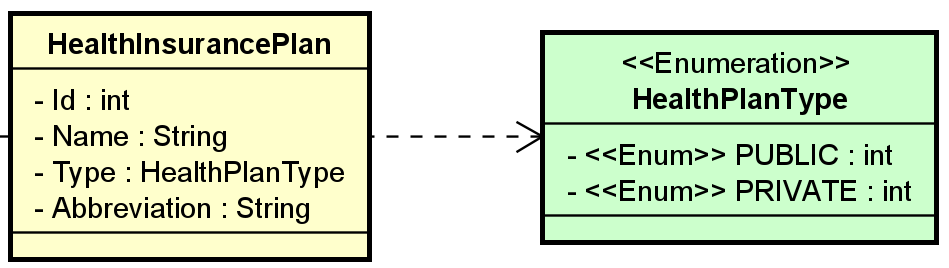 HealthInsurancePlan
- Id : int
- Name : String
- Type : HealthPlanType
- Abbreviation : String
<<Enumeration>>
HealthPlanType
- <<Enum>> PUBLIC : int
- <<Enum>> PRIVATE : int